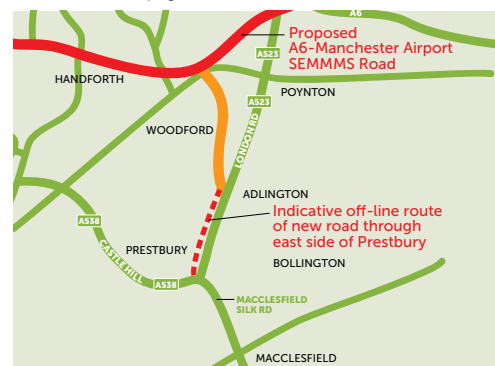 A6
Proposed
A6-Manchester Airport
SEMMMS Road
A523
HANDFORTH
POYNTON
A523
WOODFORD
LONDON RD
ADLINGTON
Indicative off-line route
of new road through
east side of Prestbury
A538
PRESTBURY
CASTLE HILL
BOLLINGTON
A538
MACCLESFIELD
SILK RD
MACCLESFIELD